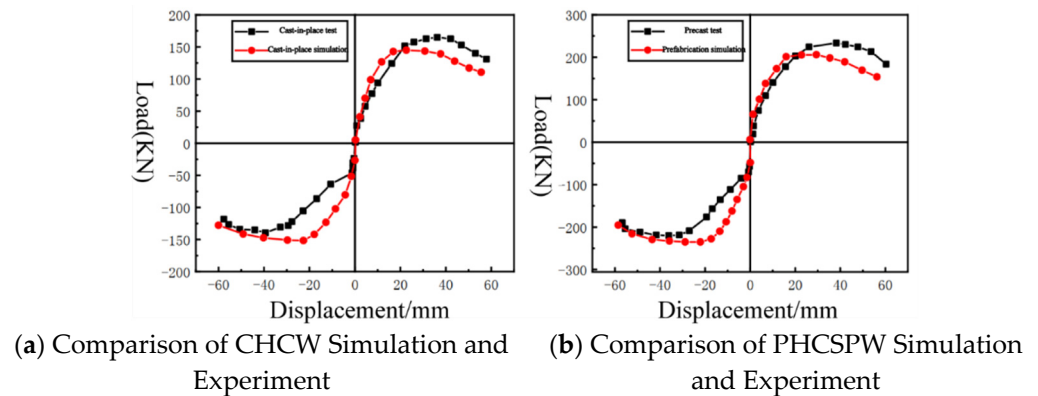 200
150
100
50
0
−50
−100
−150
−200
−60 −40 −20 0 20 40 60
Load(KN)
Displacement/mm
Cast-in-place test
Cast-in-place simulation
300
200
100
0
−100
−200
−300
−60 −40 −20 0 20 40 60
Load(KN)
Displacement/mm
Precast test
Prefabrication simulation
(a) Comparison of CHCW Simulation and
Experiment
(b) Comparison of PHCSPW Simulation
and Experiment